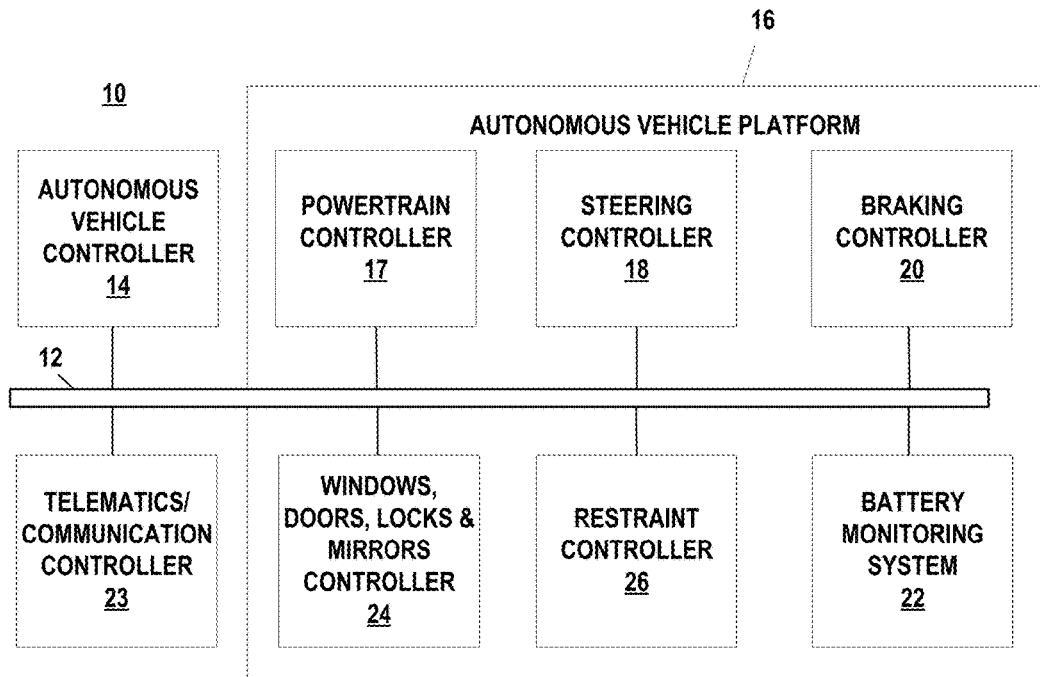 16
10
AUTONOMOUS VEHICLE PLATFORM
AUTONOMOUS
VEHICLE
CONTROLLER
14
POWERTRAIN
CONTROLLER
17
STEERING
CONTROLLER
18
BRAKING
CONTROLLER
20
12
TELEMATICS/
COMMUNICATION
CONTROLLER
23
WINDOWS,
DOORS, LOCKS &
MIRRORS
CONTROLLER
24
RESTRAINT
CONTROLLER
26
BATTERY
MONITORING
SYSTEM
22